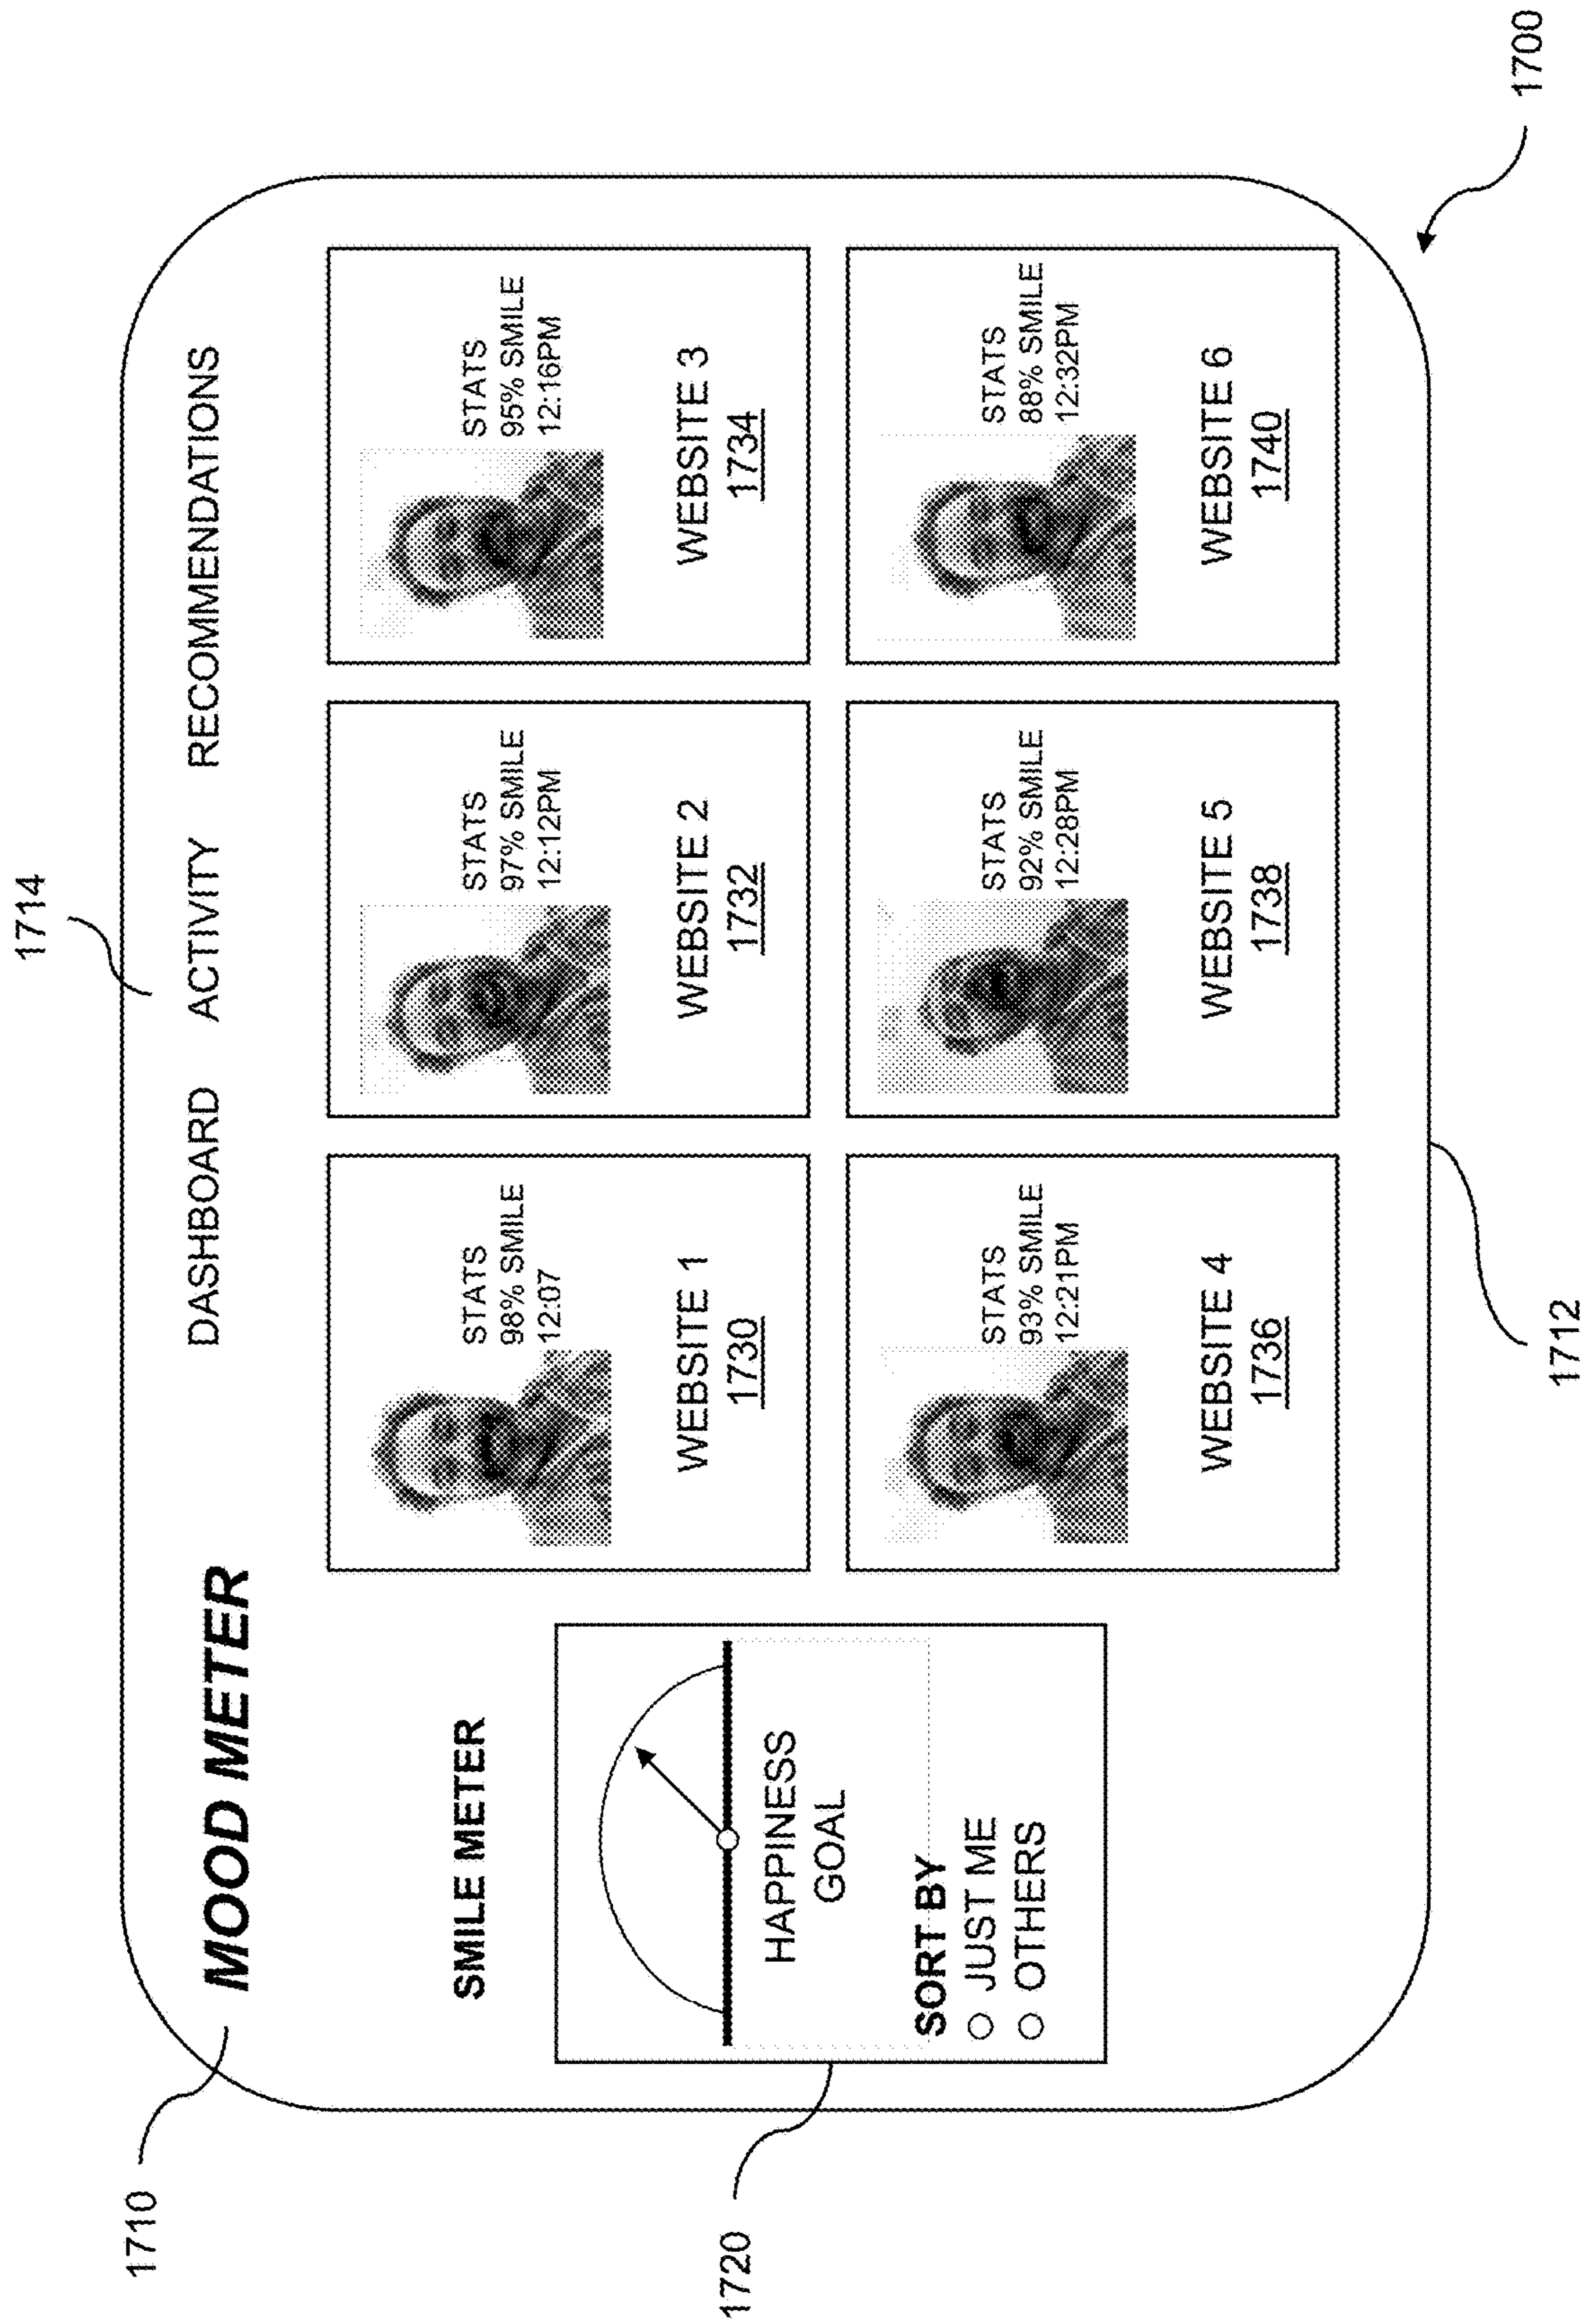 1714
DASHBOARD ACTIVITY RECOMMENDATIONS
1710
MOOD METER
SMILE METER
HAPPINESS
GOAL
SORT BY
JUST ME
OTHERS
1720
STATS
98% SMILE
12:07
WEBSITE 1
1730
STATS
97% SMILE
12:12PM
WEBSITE 2
1732
STATS
95% SMILE
12:16PM
WEBSITE 3
1734
STATS
93% SMILE
12:21PM
WEBSITE 4
1736
STATS
92% SMILE
12:28PM
WEBSITE 5
1738
STATS
88% SMILE
12:32PM
WEBSITE 6
1740
1712
1700